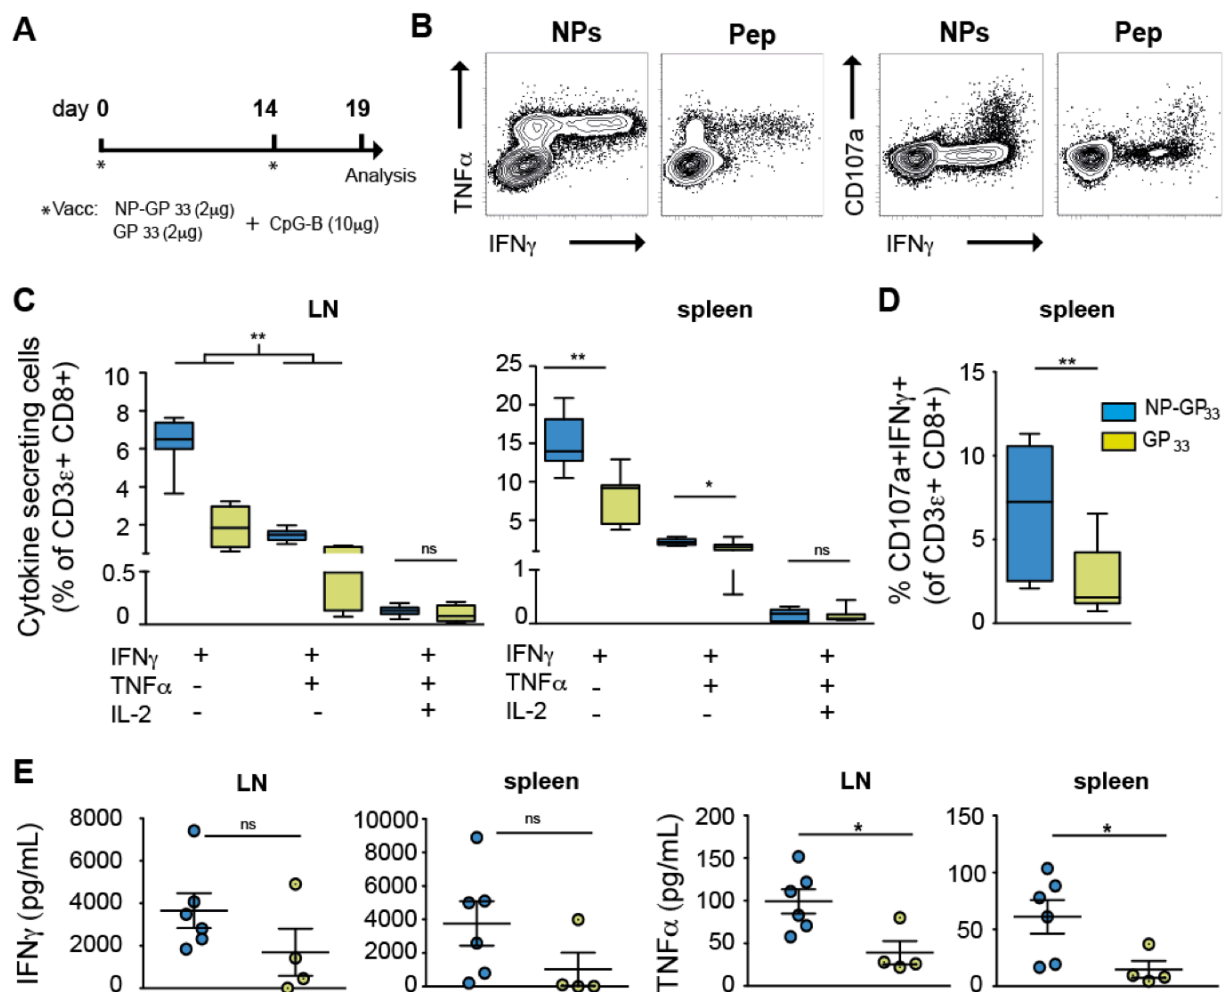 A
day 0 14 19
* *
Analysis
*Vacc: NP-GP 33 (2µg) + CpG-B (10µg)
GP 33 (2µg)
B
NPs Pep NPs Pep
TNFα
CD107a
IFNγ IFNγ
C
LN spleen
Cytokine secreting cells
(% of CD3ε+ CD8+)
**
10
8
6
4
2
0.5
0
ns
** * ns
25
20
15
10
5
1
0
IFNγ + + +
TNFα - + +
IL-2 - - +
IFNγ + + +
TNFα - + +
IL-2 - - +
D
spleen
% CD107a+IFNγ+
(of CD3ε+ CD8+)
15
10
5
0
**
NP-GP33
GP 33
E
LN spleen LN spleen
IFNγ (pg/mL)
8000
6000
4000
2000
0
ns
10000
8000
6000
4000
2000
0
ns
TNFα (pg/mL)
200
150
100
50
0
*
150
100
50
0
*